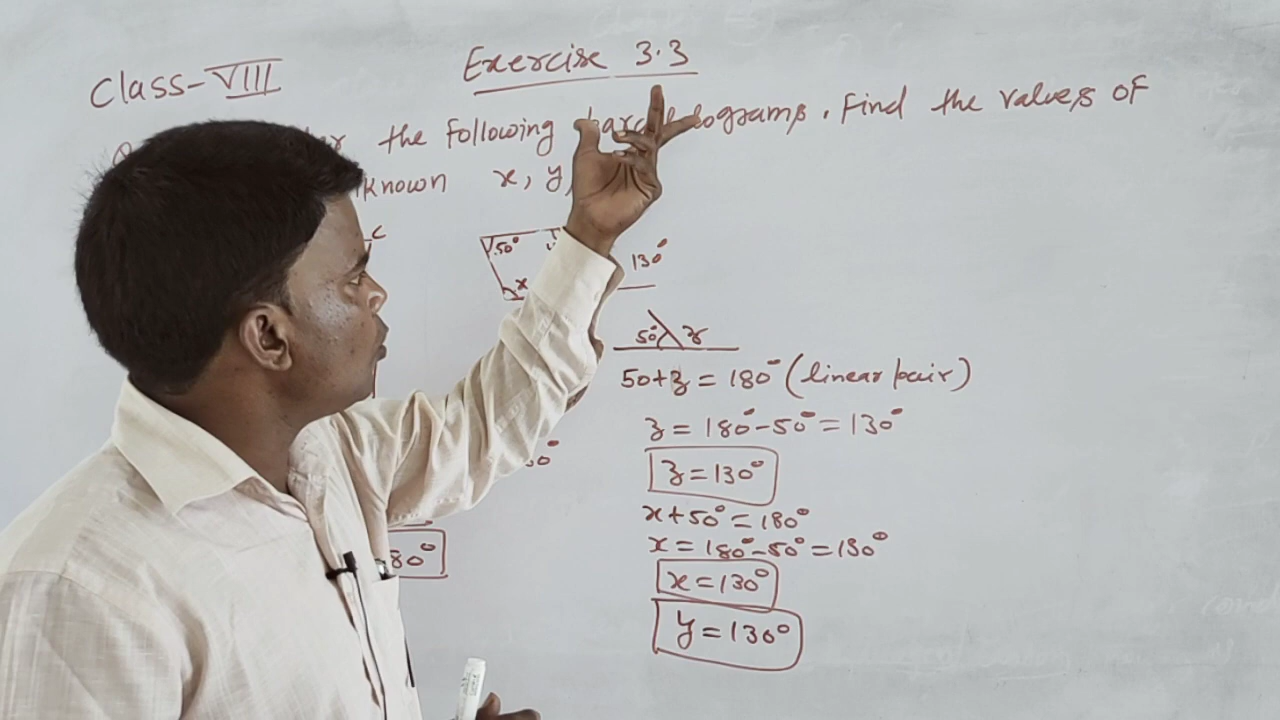 Class-VIII
Exercise 3.3
the following parallelograms. Find the values of
known x, y,
C
50° 130°
x
50° z
50+z = 180° (linear pair)
z = 180°-50° = 130°
z = 130°
x+50° = 180°
x = 180°-50° = 130°
80° x = 130°
y = 130°